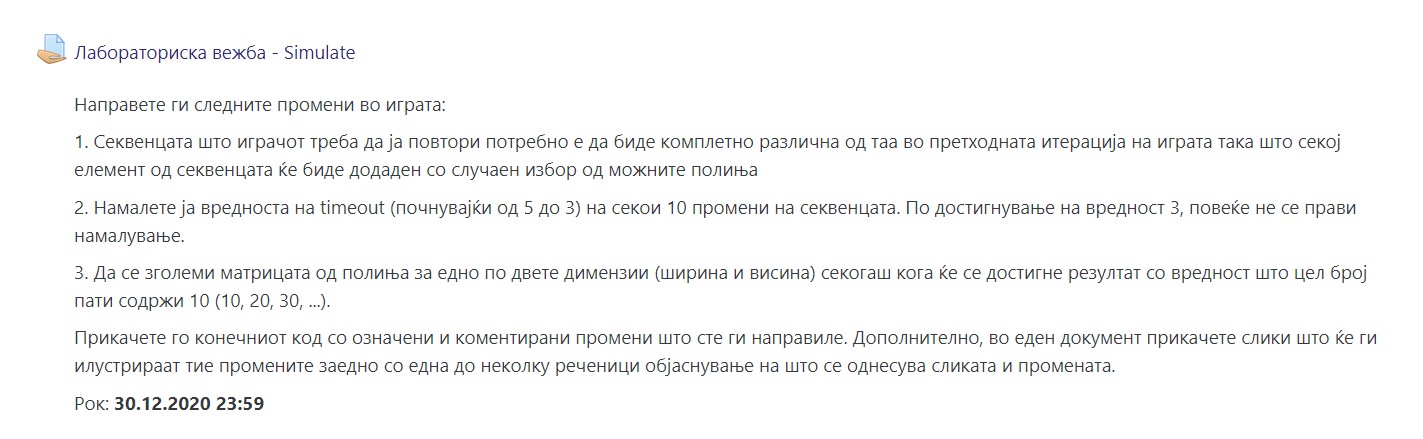 Лабораториска вежба - Simulate
Направете ги следните промени во играта:
1. Секвенцата што играчот треба да ја повтори потребно е да биде комплетно различна од таа во претходната итерација на играта така што секој
елемент од секвенцата ќе биде додаден со случаен избор од можните полиња
2. Намалете ја вредноста на timeout (почнувајќи од 5 до 3) на секои 10 промени на секвенцата. По достигнување на вредност 3, повеќе не се прави
намалување.
3. Да се зголеми матрицата од полиња за едно по двете димензии (ширина и висина) секогаш кога ќе се достигне резултат со вредност што цел број
пати содржи 10 (10, 20, 30, ...).
Прикачете го конечниот код со означени и коментирани промени што сте ги направиле. Дополнително, во еден документ прикачете слики што ќе ги
илустрираат тие промените заедно со една до неколку реченици објаснување на што се однесува сликата и промената.
Рок: 30.12.2020 23:59